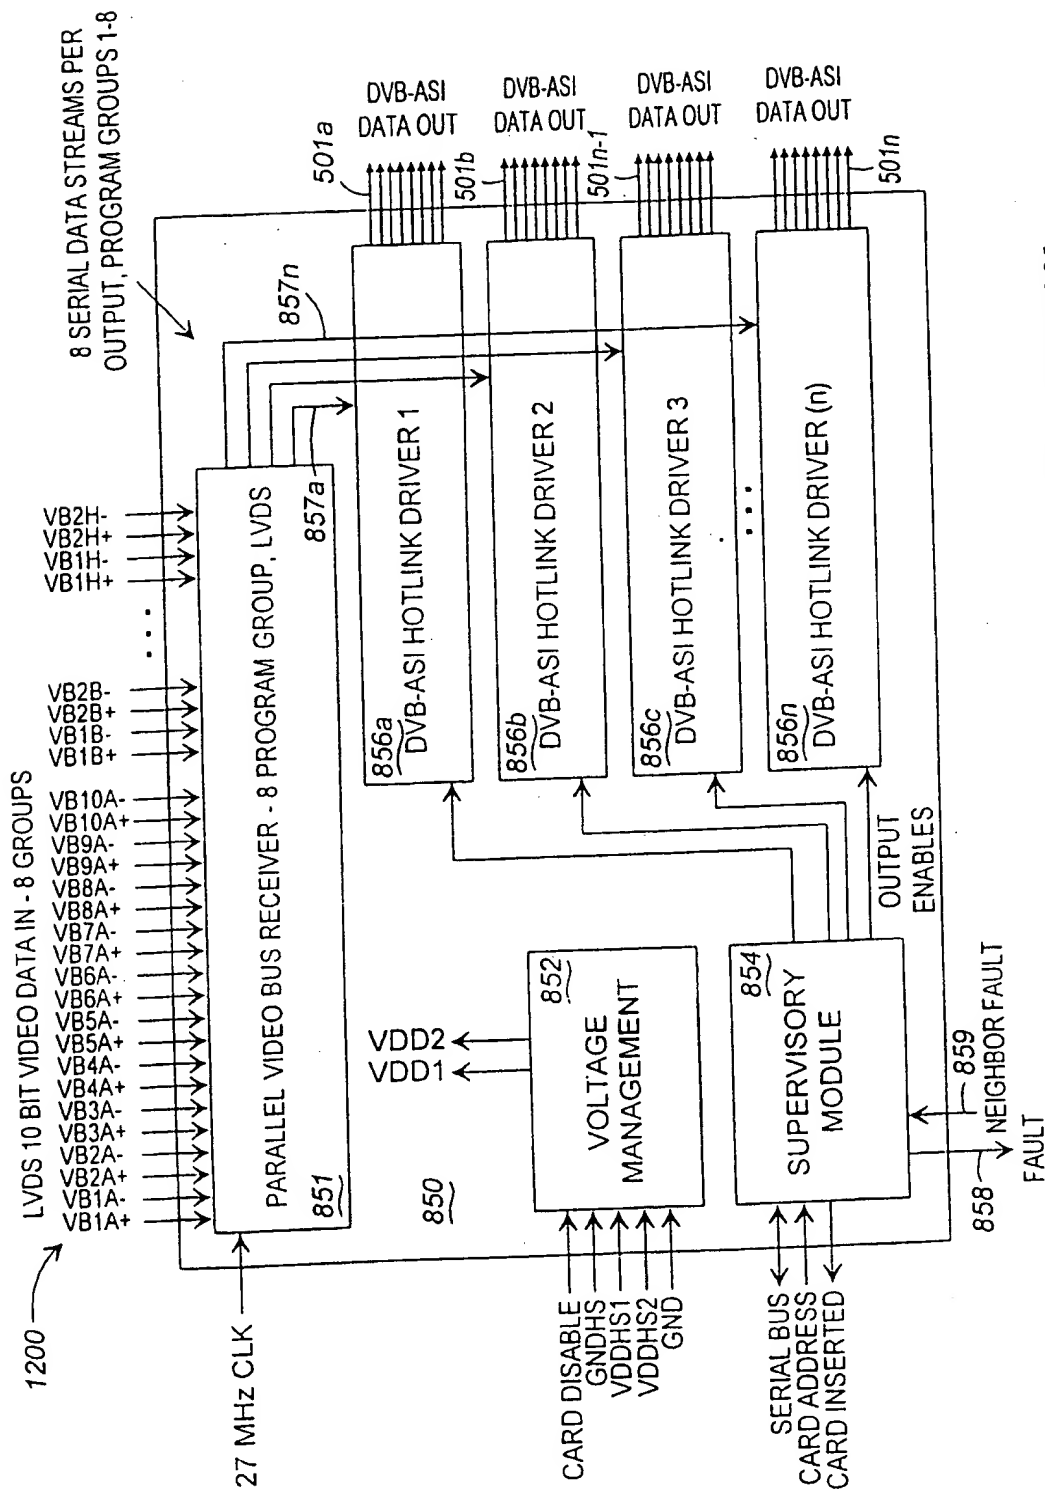 1200
LVDS 10 BIT VIDEO DATA IN - 8 GROUPS
VB1A+
VB1A-
VB2A+
VB2A-
VB3A+
VB3A-
VB4A+
VB4A-
VB5A+
VB5A-
VB6A+
VB6A-
VB7A+
VB7A-
VB8A+
VB8A-
VB9A+
VB9A-
VB10A+
VB10A-
VB1B+
VB1B-
VB2B+
VB2B-
...
VB1H+
VB1H-
VB2H+
VB2H-
8 SERIAL DATA STREAMS PER
OUTPUT, PROGRAM GROUPS 1-8
27 MHz CLK
851
PARALLEL VIDEO BUS RECEIVER - 8 PROGRAM GROUP, LVDS
857a
857n
850
VDD1
VDD2
CARD DISABLE
GNDHS
VDDHS1
VDDHS2
GND
852
VOLTAGE
MANAGEMENT
SERIAL BUS
CARD ADDRESS
CARD INSERTED
854
SUPERVISORY
MODULE
858
FAULT
859
NEIGHBOR FAULT
OUTPUT
ENABLES
856a
DVB-ASI HOTLINK DRIVER 1
501a
DVB-ASI
DATA OUT
856b
DVB-ASI HOTLINK DRIVER 2
501b
DVB-ASI
DATA OUT
856c
DVB-ASI HOTLINK DRIVER 3
501n-1
DVB-ASI
DATA OUT
...
856n
DVB-ASI HOTLINK DRIVER (n)
501n
DVB-ASI
DATA OUT